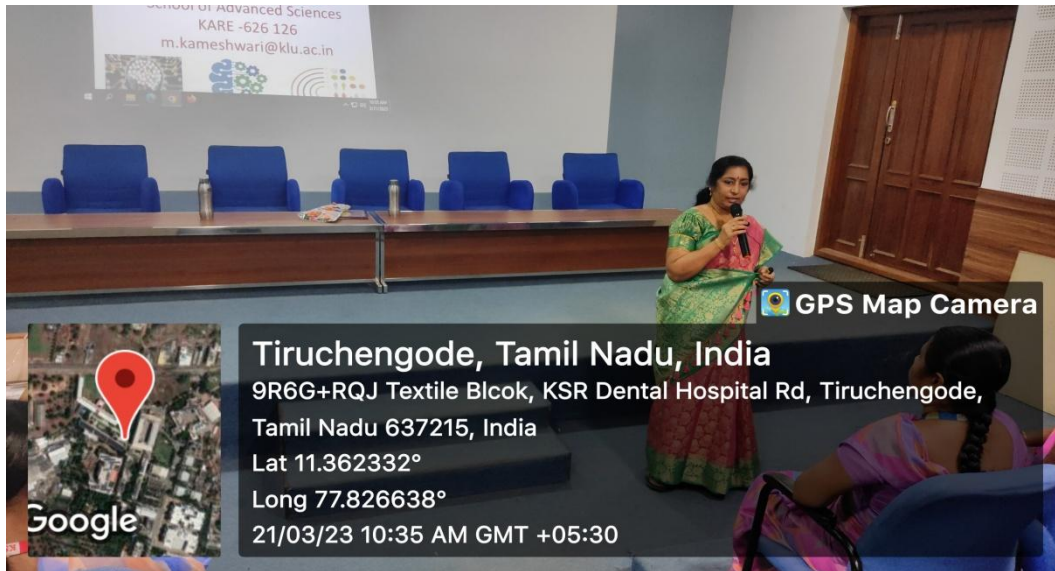 School of Advanced Sciences
KARE -626 126
m.kameshwari@klu.ac.in
GPS Map Camera
Tiruchengode, Tamil Nadu, India
9R6G+RQJ Textile Blcok, KSR Dental Hospital Rd, Tiruchengode,
Tamil Nadu 637215, India
Lat 11.362332°
Long 77.826638°
21/03/23 10:35 AM GMT +05:30
Google